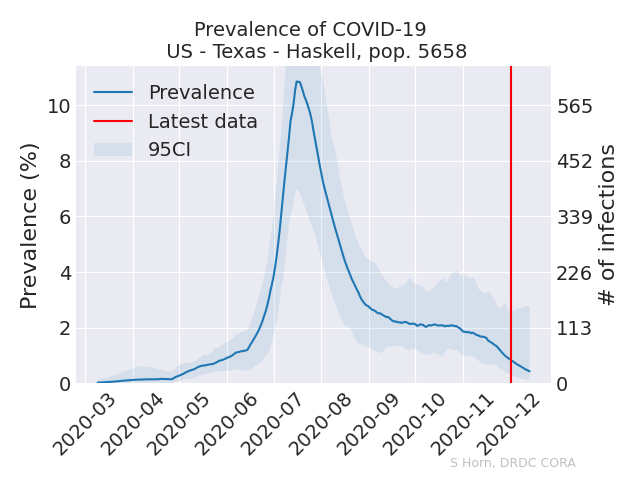 Prevalence of COVID-19
US - Texas - Haskell, pop. 5658
Prevalence
Latest data
95CI
Prevalence (%)
10
8
6
4
2
0
565
452
339
226
113
0
# of infections
2020-03
2020-04
2020-05
2020-06
2020-07
2020-08
2020-09
2020-10
2020-11
2020-12
S Horn, DRDC CORA